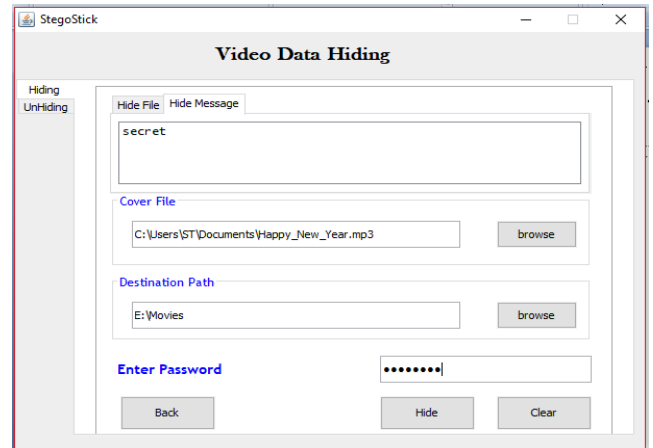 StegoStick
Video Data Hiding
Hiding
UnHiding
Hide File Hide Message
secret
Cover File
C:\Users\ST\Documents\Happy_New_Year.mp3 browse
Destination Path
E:\Movies browse
Enter Password ••••••••
Back Hide Clear